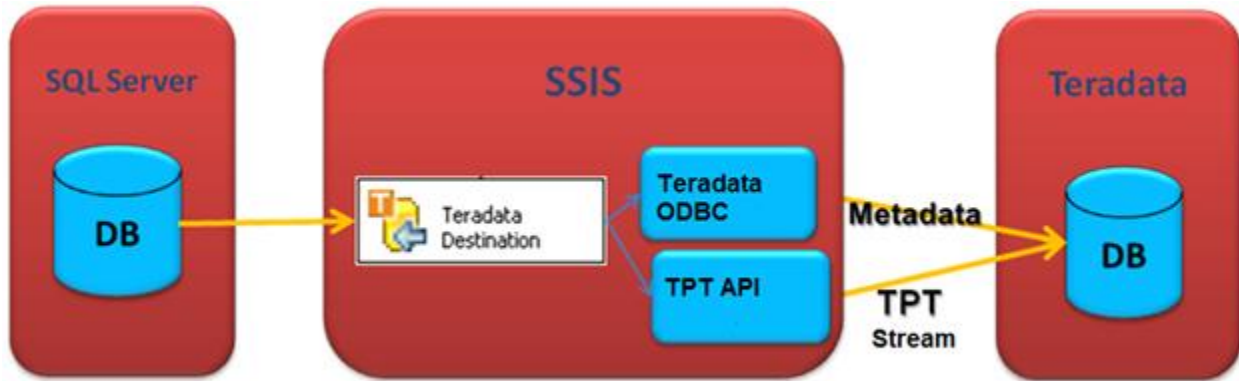 SQL Server
DB
SSIS
T
Teradata
Destination
Teradata
ODBC
TPT API
Metadata
TPT
Stream
Teradata
DB